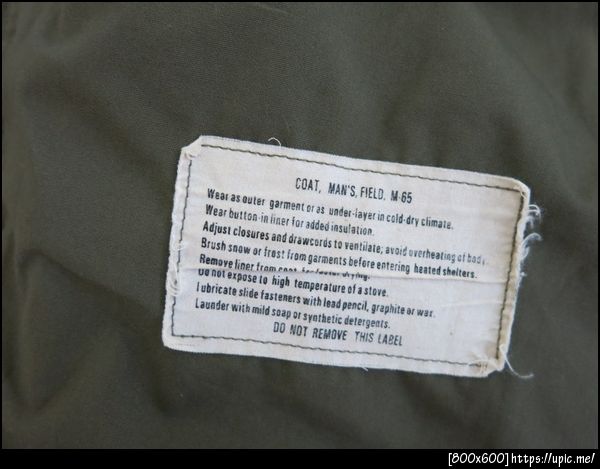 COAT, MAN'S, FIELD, M-65
Wear as outer garment or as under-layer in cold-dry climate.
Wear button-in liner for added insulation.
Adjust closures and drawcords to ventilate; avoid overheating of body.
Brush snow or frost from garments before entering heated shelters.
Remove liner from coat for faster drying.
Do not expose to high temperature of a stove.
Lubricate slide fasteners with lead pencil, graphite or wax.
Launder with mild soap or synthetic detergents.
DO NOT REMOVE THIS LABEL
[800x600]https://upic.me/